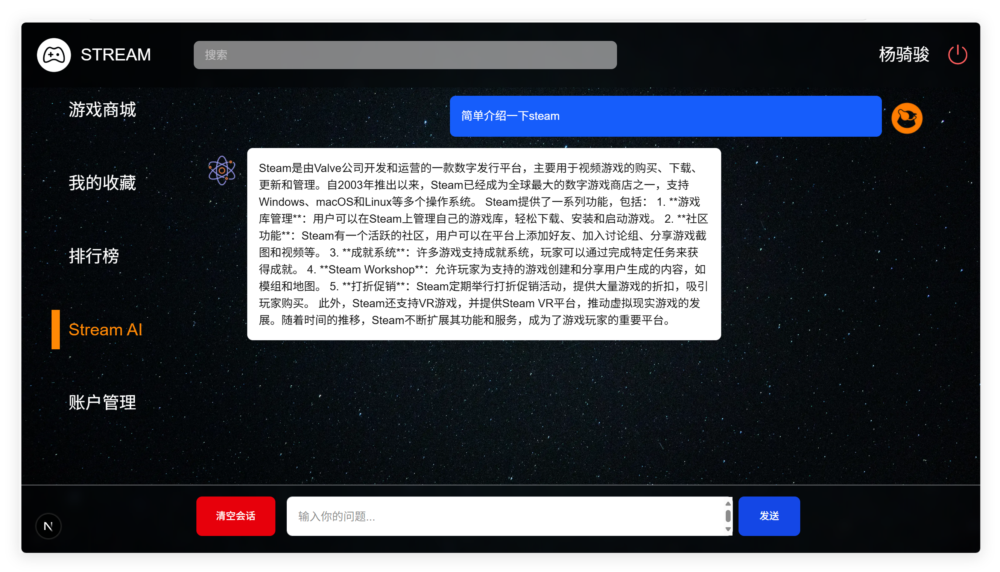 STREAM
搜索
杨骑骏
游戏商城
我的收藏
排行榜
Stream AI
账户管理
简单介绍一下steam
Steam是由Valve公司开发和运营的一款数字发行平台，主要用于视频游戏的购买、下载、
更新和管理。自2003年推出以来，Steam已经成为全球最大的数字游戏商店之一，支持
Windows、macOS和Linux等多个操作系统。 Steam提供了一系列功能，包括： 1. **游戏
库管理**：用户可以在Steam上管理自己的游戏库，轻松下载、安装和启动游戏。 2. **社区
功能**：Steam有一个活跃的社区，用户可以在平台上添加好友、加入讨论组、分享游戏截
图和视频等。 3. **成就系统**：许多游戏支持成就系统，玩家可以通过完成特定任务来获
得成就。 4. **Steam Workshop**：允许玩家为支持的游戏创建和分享用户生成的内容，如
模组和地图。 5. **打折促销**：Steam定期举行打折促销活动，提供大量游戏的折扣，吸引
玩家购买。 此外，Steam还支持VR游戏，并提供Steam VR平台，推动虚拟现实游戏的发
展。随着时间的推移，Steam不断扩展其功能和服务，成为了游戏玩家的重要平台。
清空会话
输入你的问题...
发送
N